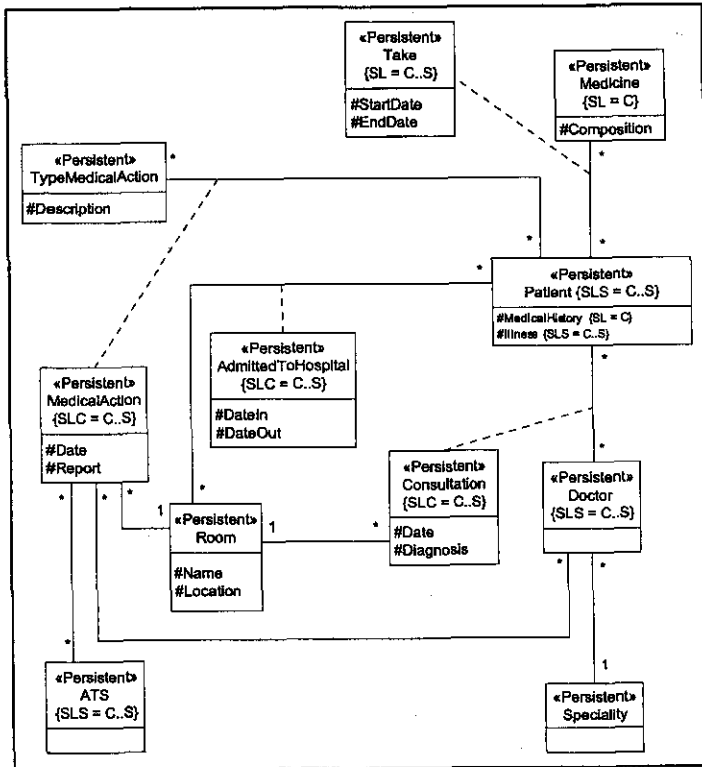 «Persistent»
Take
{SL = C..S}
#StartDate
#EndDate
«Persistent»
Medicine
{SL = C}
#Composition
«Persistent»
TypeMedicalAction
#Description
*
*
*
*
*
«Persistent»
Patient {SLS = C..S}
#MedicalHistory {SL = C}
#Illness {SLS = C..S}
*
«Persistent»
AdmittedToHospital
{SLC = C..S}
#DateIn
#DateOut
«Persistent»
MedicalAction
{SLC = C..S}
#Date
#Report
* * *
1
*
«Persistent»
Room
#Name
#Location
1
*
«Persistent»
Consultation
{SLC = C..S}
#Date
#Diagnosis
*
«Persistent»
Doctor
{SLS = C..S}
* *
*
*
1
«Persistent»
ATS
{SLS = C..S}
«Persistent»
Speciality